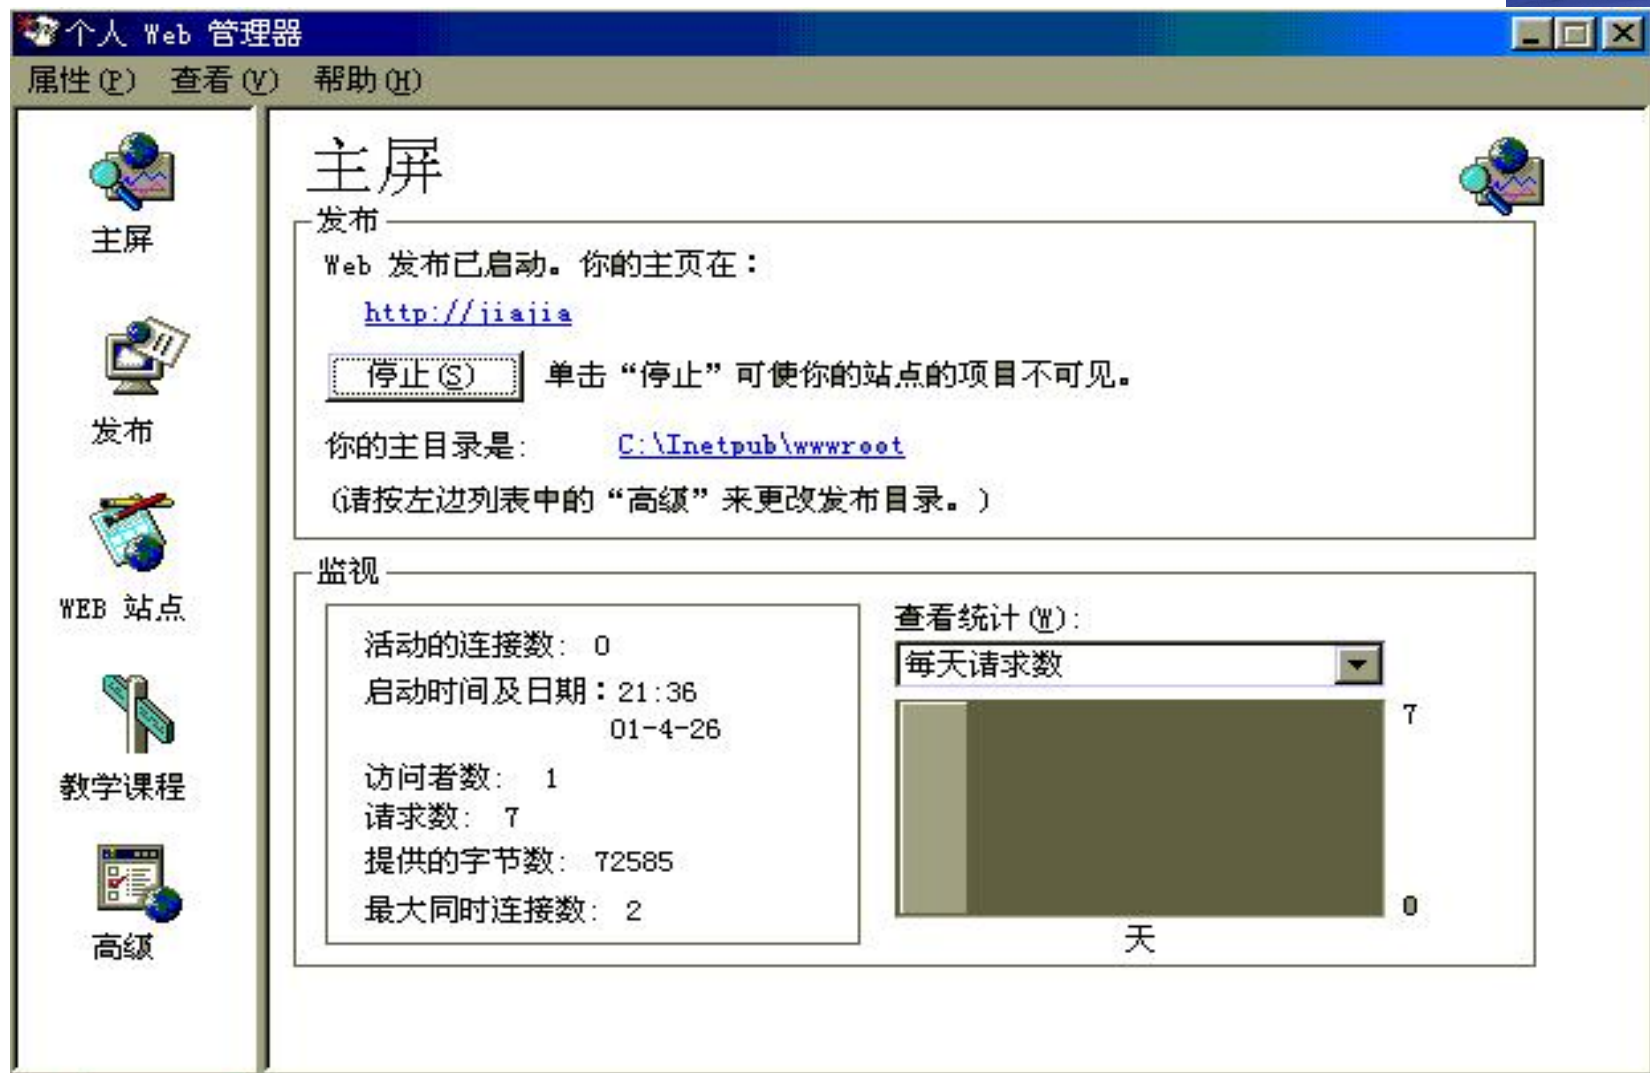 个人 Web 管理器
属性(P) 查看(V) 帮助(H)
主屏
发布
WEB 站点
教学课程
高级
主屏
发布
Web 发布已启动。你的主页在：
http://jiajia
停止(S) 单击“停止”可使你的站点的项目不可见。
你的主目录是: C:\Inetpub\wwwroot
(请按左边列表中的“高级”来更改发布目录。)
监视
活动的连接数: 0
启动时间及日期：21:36
01-4-26
访问者数: 1
请求数: 7
提供的字节数: 72585
最大同时连接数: 2
查看统计(W):
每天请求数
7
0
天